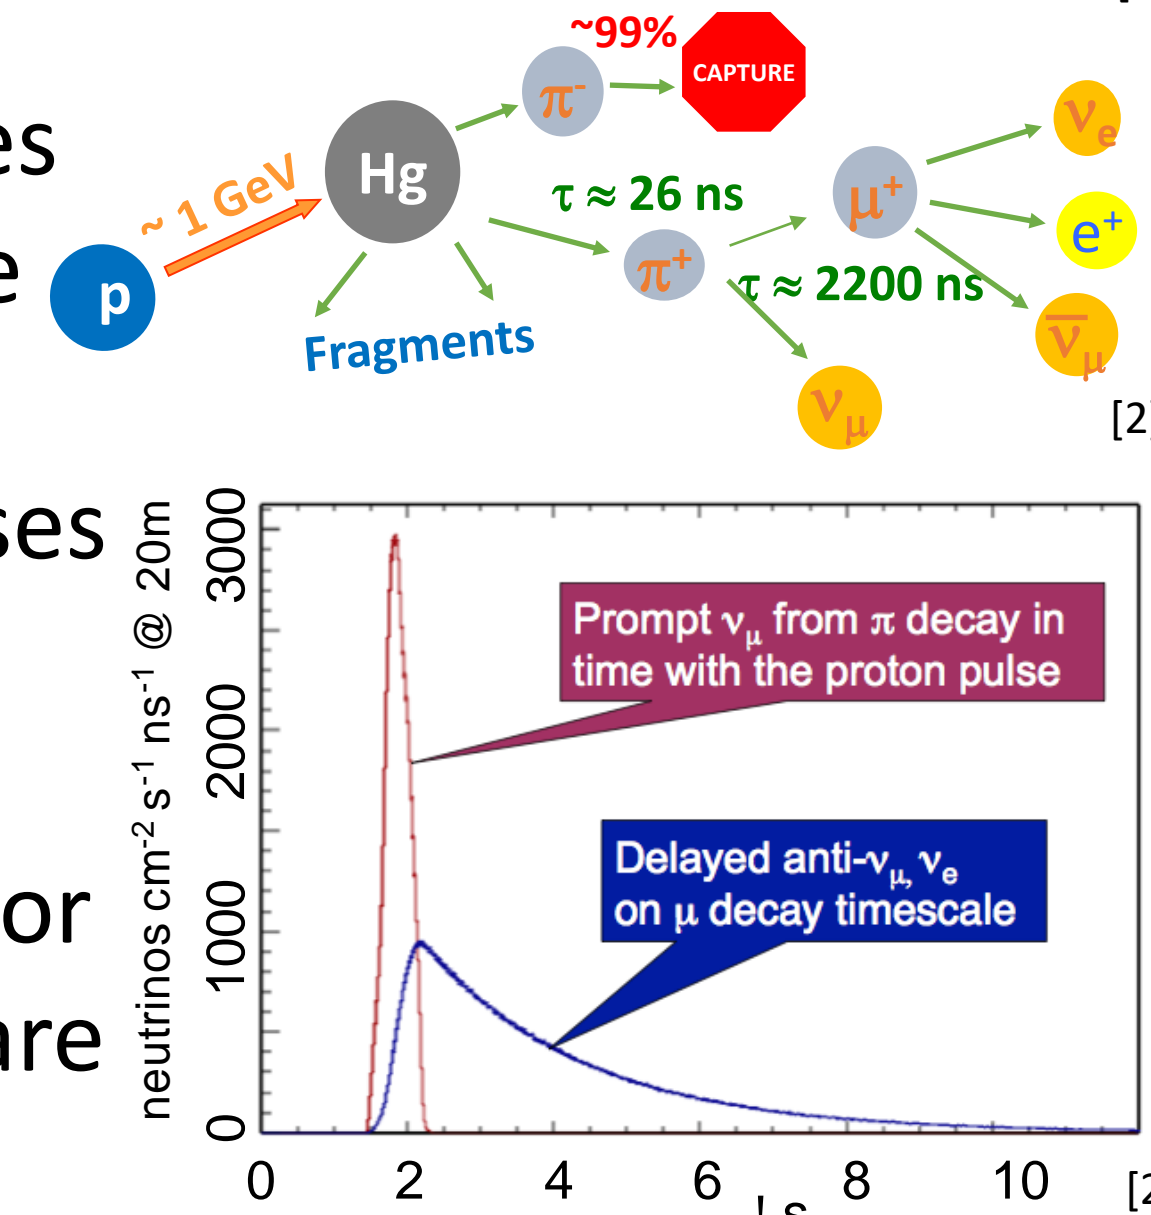 ~99%
CAPTURE
π-
νe
es
Hg
~ 1 GeV
τ ≈ 26 ns
μ+
e+
e
p
π+
τ ≈ 2200 ns
Fragments
ν̅μ
νμ
[2]
ses
neutrinos cm-2 s-1 ns-1 @ 20m
3000
Prompt νμ from π decay in
time with the proton pulse
2000
Delayed anti-νμ, νe
on μ decay timescale
or
1000
are
0
0 2 4 6 8 10
[2